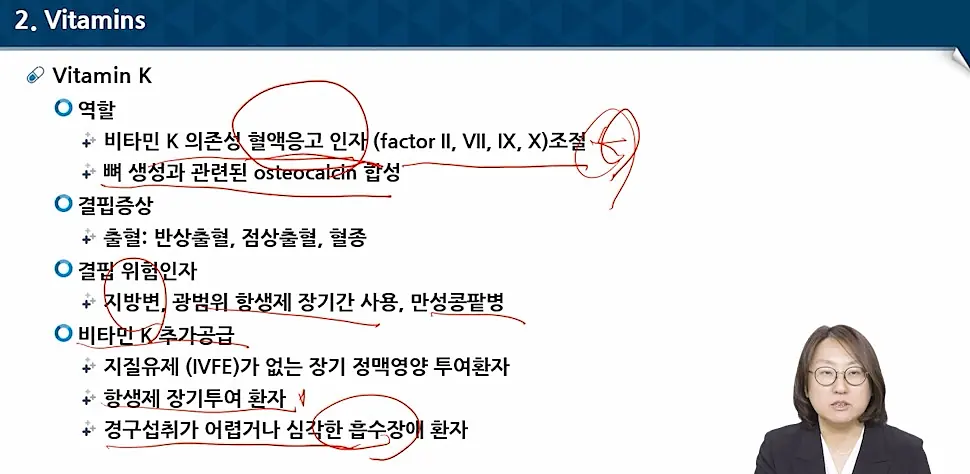 2. Vitamins
Vitamin K
역할
비타민 K 의존성 혈액응고 인자 (factor II, VII, IX, X)조절
뼈 생성과 관련된 osteocalcin 합성
결핍증상
출혈: 반상출혈, 점상출혈, 혈종
결핍 위험인자
지방변, 광범위 항생제 장기간 사용, 만성콩팥병
비타민 K 추가공급
지질유제 (IVFE)가 없는 장기 정맥영양 투여환자
항생제 장기투여 환자
경구섭취가 어렵거나 심각한 흡수장애 환자